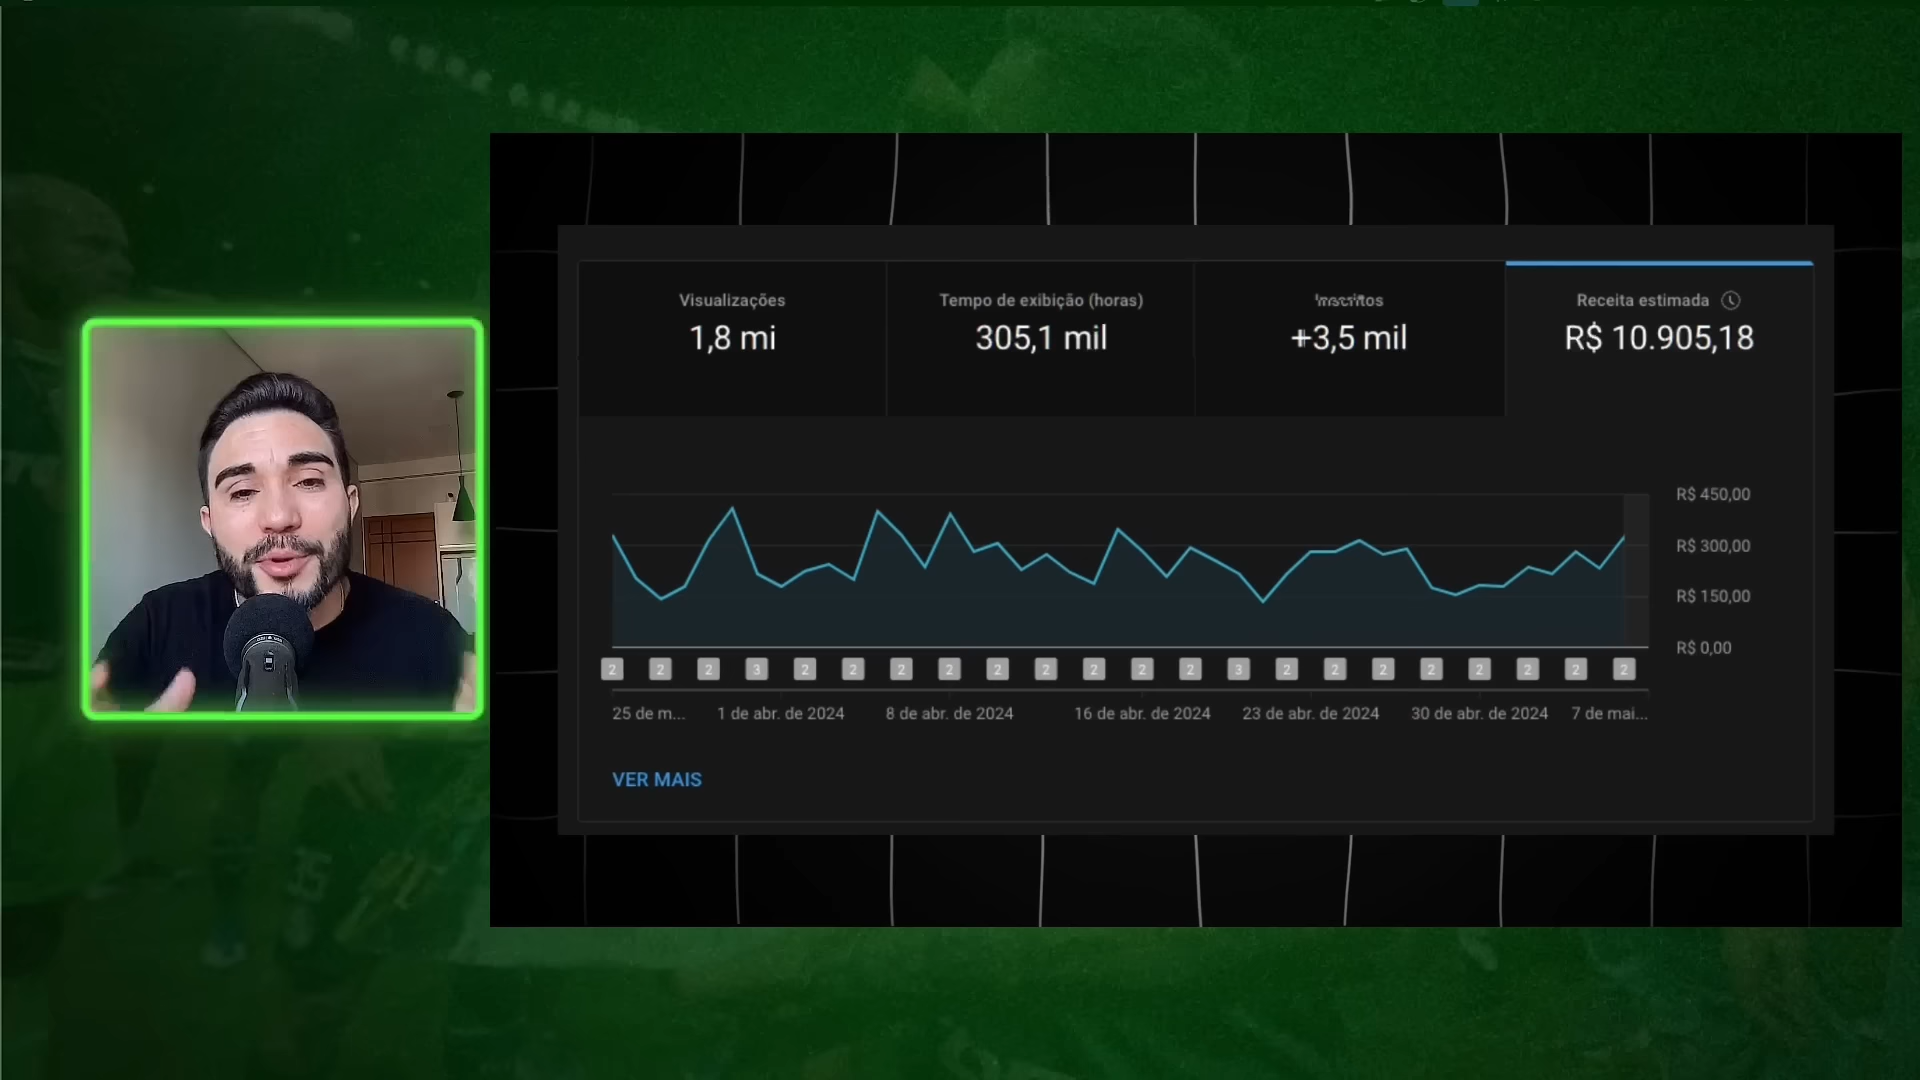 Visualizações
1,8 mi
Tempo de exibição (horas)
305,1 mil
Inscritos
+3,5 mil
Receita estimada
R$ 10.905,18
R$ 450,00
R$ 300,00
R$ 150,00
R$ 0,00
2 2 2 3 2 2 2 2 2 2 2 2 2 3 2 2 2 2 2 2 2 2
25 de m... 1 de abr. de 2024 8 de abr. de 2024 16 de abr. de 2024 23 de abr. de 2024 30 de abr. de 2024 7 de mai...
VER MAIS